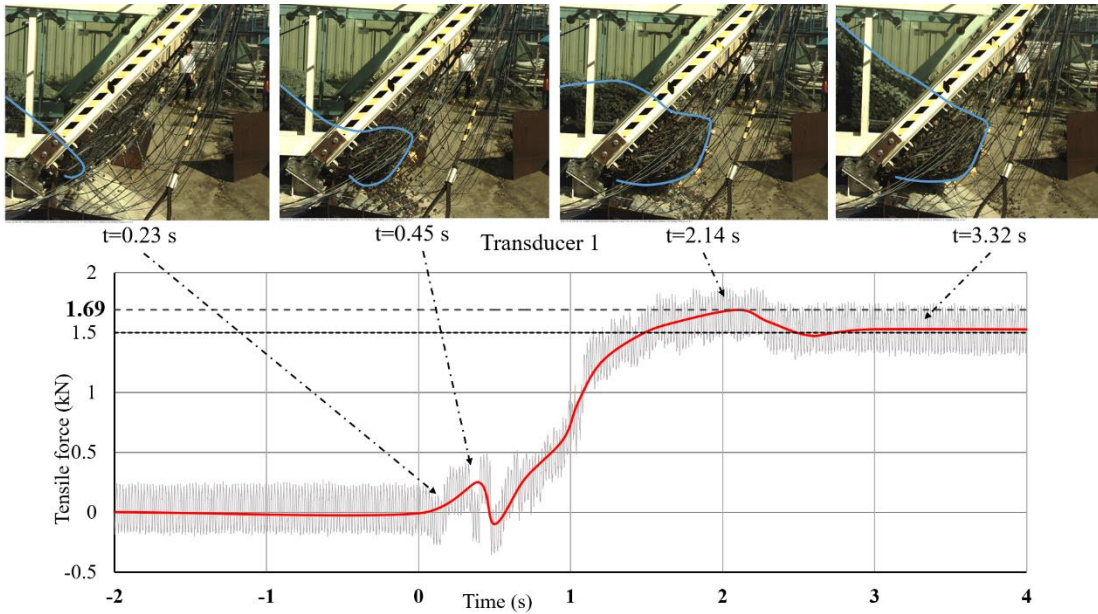 t=0.23 s
t=0.45 s
Transducer 1
t=2.14 s
t=3.32 s
2
1.69
1.5
1
0.5
0
-0.5
Tensile force (kN)
-2
-1
0
1
2
3
4
Time (s)